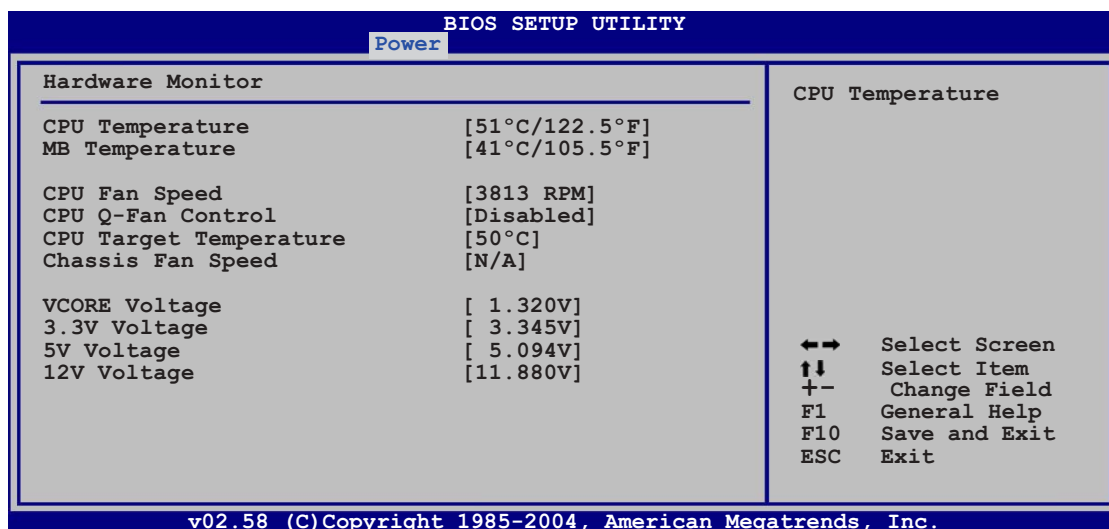 BIOS SETUP UTILITY
Power
Hardware Monitor
CPU Temperature [51°C/122.5°F]
MB Temperature [41°C/105.5°F]
CPU Fan Speed [3813 RPM]
CPU Q-Fan Control [Disabled]
CPU Target Temperature [50°C]
Chassis Fan Speed [N/A]
VCORE Voltage [ 1.320V]
3.3V Voltage [ 3.345V]
5V Voltage [ 5.094V]
12V Voltage [11.880V]
CPU Temperature
←→ Select Screen
↑↓ Select Item
+- Change Field
F1 General Help
F10 Save and Exit
ESC Exit
v02.58 (C)Copyright 1985-2004, American Megatrends, Inc.